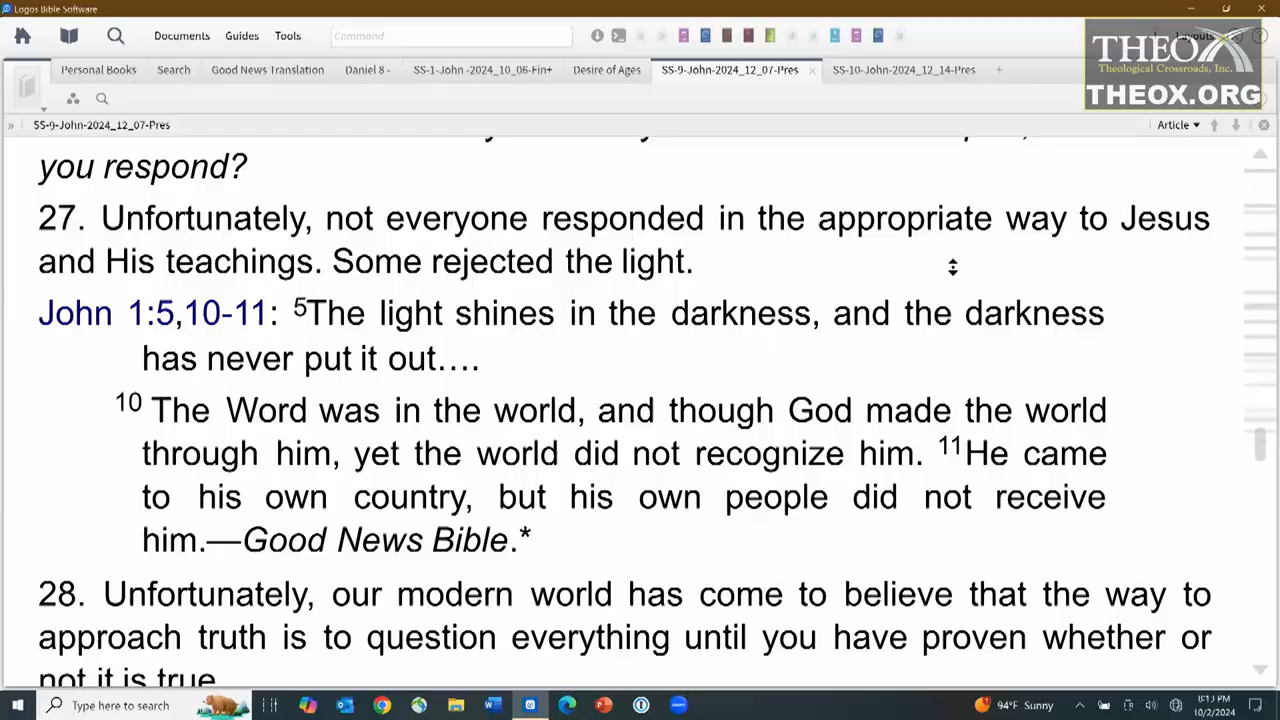 Logos Bible Software
Documents Guides Tools Command
THEOX
Theological Crossroads, Inc.
THEOX.ORG
Personal Books Search Good News Translation Daniel 8 - Desire of Ages SS-9-John-2024_12_07-Pres SS-10-John-2024_12_14-Pres
SS-9-John-2024_12_07-Pres Article
you respond?
27. Unfortunately, not everyone responded in the appropriate way to Jesus
and His teachings. Some rejected the light.
John 1:5,10-11: 5The light shines in the darkness, and the darkness
has never put it out….
10 The Word was in the world, and though God made the world
through him, yet the world did not recognize him. 11He came
to his own country, but his own people did not receive
him.—Good News Bible.*
28. Unfortunately, our modern world has come to believe that the way to
approach truth is to question everything until you have proven whether or
not it is true.
Type here to search 94°F Sunny 8:13 PM
10/2/2024